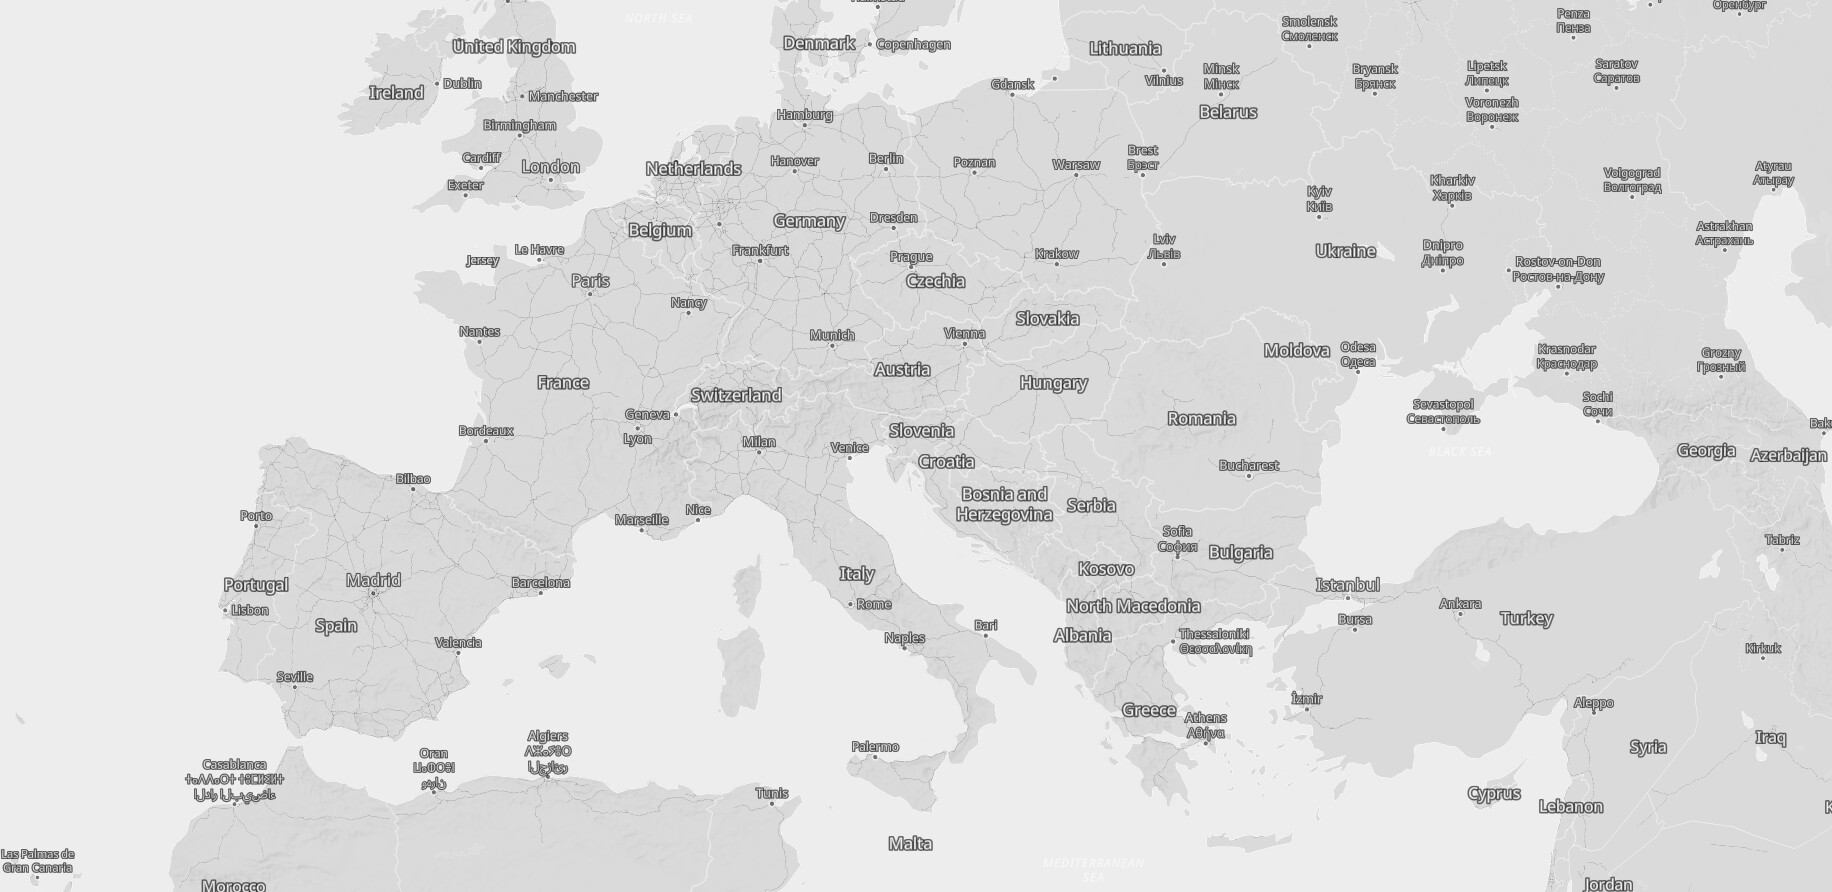 NORTH SEA
United Kingdom
Denmark
Copenhagen
Lithuania
Smolensk
Смоленск
Penza
Пенза
Оренбург
Ireland
Dublin
Manchester
Gdansk
Vilnius
Minsk
Мінск
Bryansk
Брянск
Lipetsk
Липецк
Saratov
Саратов
Birmingham
Hamburg
Belarus
Voronezh
Воронеж
Cardiff
London
Exeter
Netherlands
Hanover
Berlin
Poznan
Warsaw
Brest
Брэст
Kyiv
Київ
Kharkiv
Харків
Volgograd
Волгоград
Atyrau
Атырау
Belgium
Germany
Dresden
Le Havre
Jersey
Frankfurt
Prague
Krakow
Lviv
Львів
Ukraine
Dnipro
Дніпро
Rostov-on-Don
Ростов-на-Дону
Astrakhan
Астрахань
Paris
Czechia
Nancy
Nantes
Munich
Vienna
Slovakia
Moldova
Odesa
Одеса
Krasnodar
Краснодар
Grozny
Грозный
France
Switzerland
Austria
Hungary
Geneva
Lyon
Bordeaux
Milan
Venice
Slovenia
Croatia
Romania
Sevastopol
Севастополь
Sochi
Сочи
BLACK SEA
Georgia
Azerbaijan
Bilbao
Bucharest
Bosnia and
Herzegovina
Serbia
Porto
Marseille
Nice
Sofia
София
Bulgaria
Tabriz
Portugal
Madrid
Barcelona
Italy
Kosovo
Istanbul
Lisbon
Spain
Rome
North Macedonia
Ankara
Bursa
Turkey
Valencia
Naples
Bari
Albania
Thessaloniki
Θεσσαλονίκη
Kirkuk
Seville
Greece
Athens
Αθήνα
İzmir
Aleppo
Casablanca
Oran
Algiers
Palermo
Syria
Iraq
Tunis
Cyprus
Lebanon
Malta
MEDITERRANEAN
SEA
Las Palmas de
Gran Canaria
Morocco
Jordan